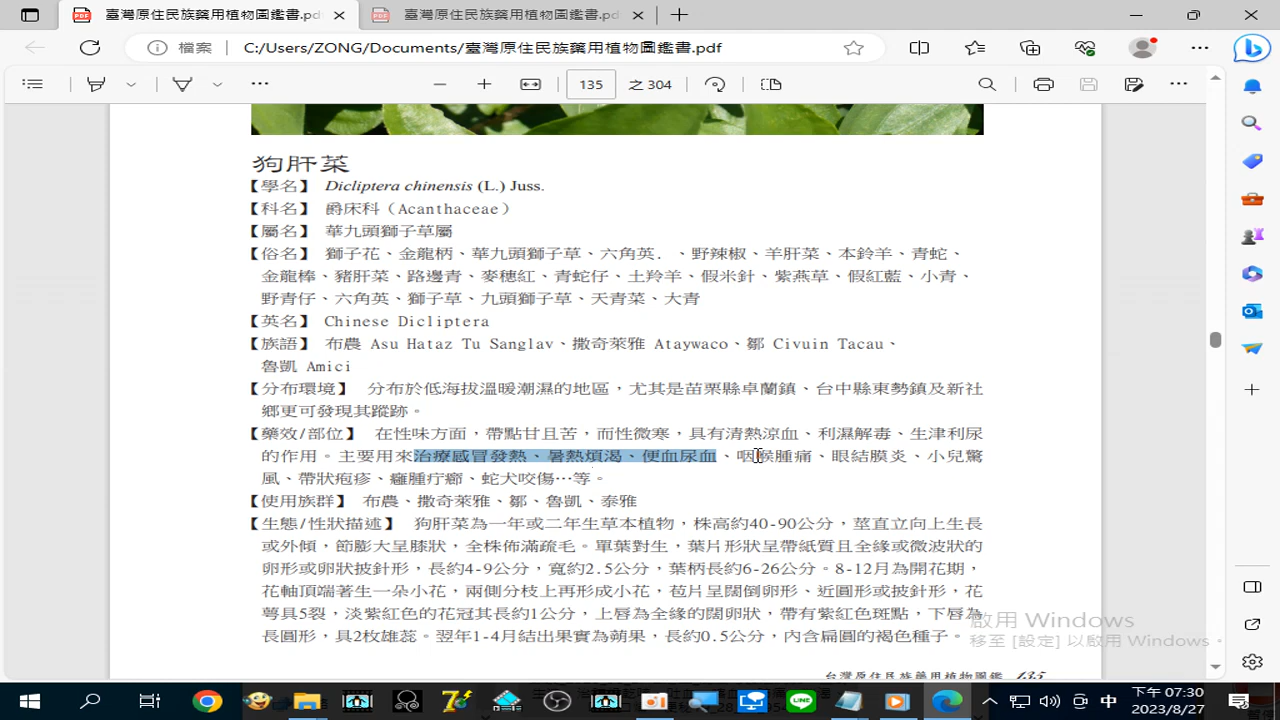 臺灣原住民族藥用植物圖鑑書.pdf
臺灣原住民族藥用植物圖鑑書.pdf
檔案
C:/Users/ZONG/Documents/臺灣原住民族藥用植物圖鑑書.pdf
135 之 304
狗肝菜
【學名】 Dicliptera chinensis (L.) Juss.
【科名】 爵床科（Acanthaceae）
【屬名】 華九頭獅子草屬
【俗名】 獅子花、金龍柄、華九頭獅子草、六角英.、野辣椒、羊肝菜、本鈴羊、青蛇、
金龍棒、豬肝菜、路邊青、麥穗紅、青蛇仔、土羚羊、假米針、紫燕草、假紅藍、小青、
野青仔、六角英、獅子草、九頭獅子草、天青菜、大青
【英名】 Chinese Dicliptera
【族語】 布農 Asu Hataz Tu Sanglav、撒奇萊雅 Ataywaco、鄒 Civuin Tacau、
魯凱 Amici
【分布環境】 分布於低海拔溫暖潮濕的地區，尤其是苗栗縣卓蘭鎮、台中縣東勢鎮及新社
鄉更可發現其蹤跡。
【藥效/部位】 在性味方面，帶點甘且苦，而性微寒，具有清熱涼血、利濕解毒、生津利尿
的作用。主要用來治療感冒發熱、暑熱煩渴、便血尿血、咽喉腫痛、眼結膜炎、小兒驚
風、帶狀疱疹、癰腫疔癤、蛇犬咬傷…等。
【使用族群】 布農、撒奇萊雅、鄒、魯凱、泰雅
【生態/性狀描述】 狗肝菜為一年或二年生草本植物，株高約40-90公分，莖直立向上生長
或外傾，節膨大呈膝狀，全株佈滿疏毛。單葉對生，葉片形狀呈帶紙質且全緣或微波狀的
卵形或卵狀披針形，長約4-9公分，寬約2.5公分，葉柄長約6-26公分。8-12月為開花期，
花軸頂端著生一朵小花，兩側分枝上再形成小花，苞片呈闊倒卵形、近圓形或披針形，花
萼具5裂，淡紫紅色的花冠其長約1公分，上唇為全緣的闊卵狀，帶有紫紅色斑點，下唇為
長圓形，具2枚雄蕊。翌年1-4月結出果實為蒴果，長約0.5公分，內含扁圓的褐色種子。
啟用 Windows
移至 [設定] 以啟用 Windows。
台灣原住民族藥用植物圖鑑 135
中
下午 07:30
2023/8/27